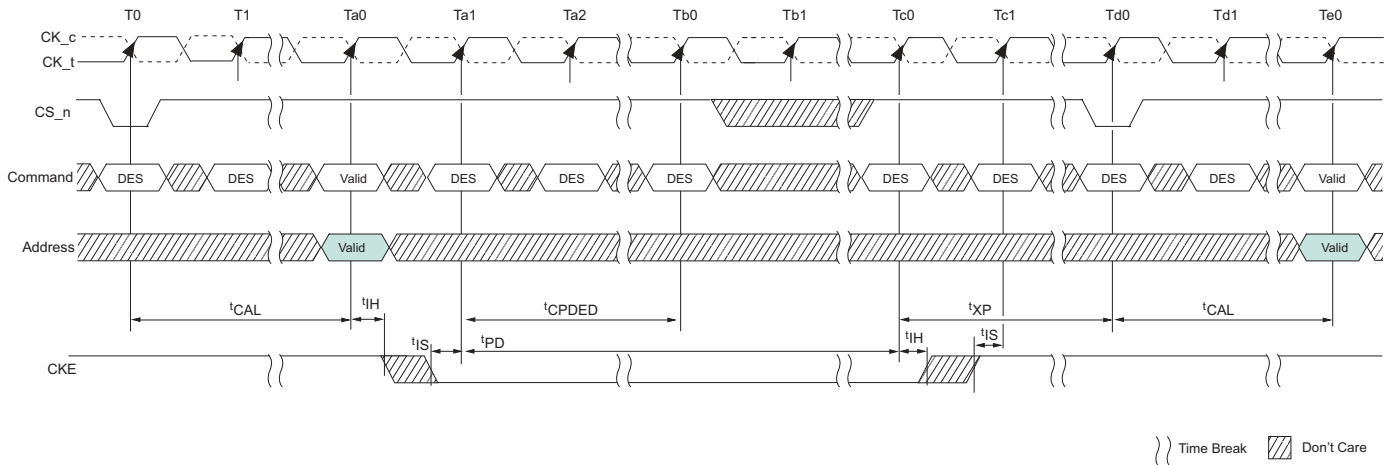 T0 T1 Ta0 Ta1 Ta2 Tb0 Tb1 Tc0 Tc1 Td0 Td1 Te0
CK_c
CK_t
CS_n
Command DES DES Valid DES DES DES DES DES DES DES Valid
Address Valid Valid
tCAL tIH tCPDED tXP tCAL
tIS tPD tIH tIS
CKE
Time Break Don't Care